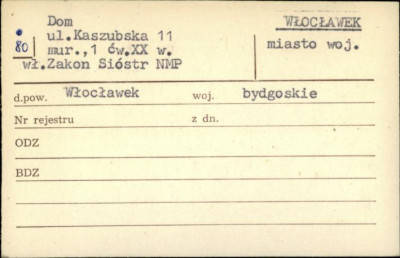 Dom
ul.Kaszubska 11
80
mur.,1 ćw.XX w.
wł.Zakon Sióstr NMP
WŁOCŁAWEK
miasto woj.
d.pow. Włocławek woj. bydgoskie
Nr rejestru z dn.
ODZ
BDZ